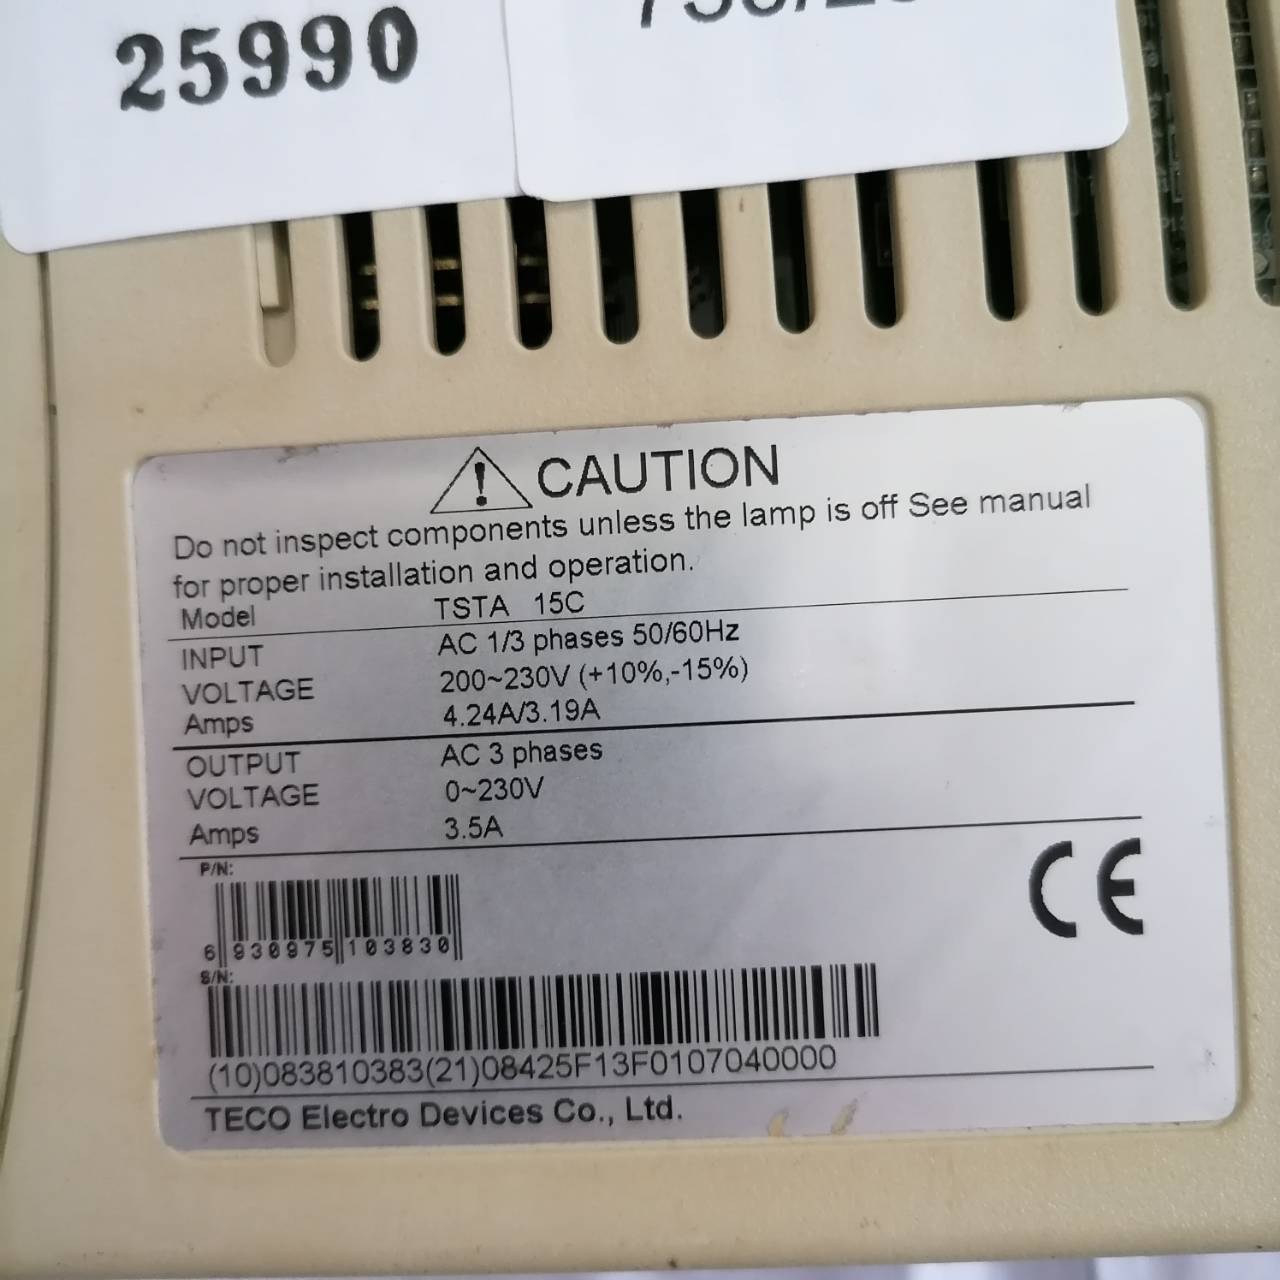 25990
CAUTION
Do not inspect components unless the lamp is off See manual
for proper installation and operation.
Model TSTA 15C
INPUT AC 1/3 phases 50/60Hz
VOLTAGE 200~230V (+10%,-15%)
Amps 4.24A/3.19A
OUTPUT AC 3 phases
VOLTAGE 0~230V
Amps 3.5A
P/N:
6 930975 103830
S/N:
(10)083810383(21)08425F13F0107040000
CE
TECO Electro Devices Co., Ltd.